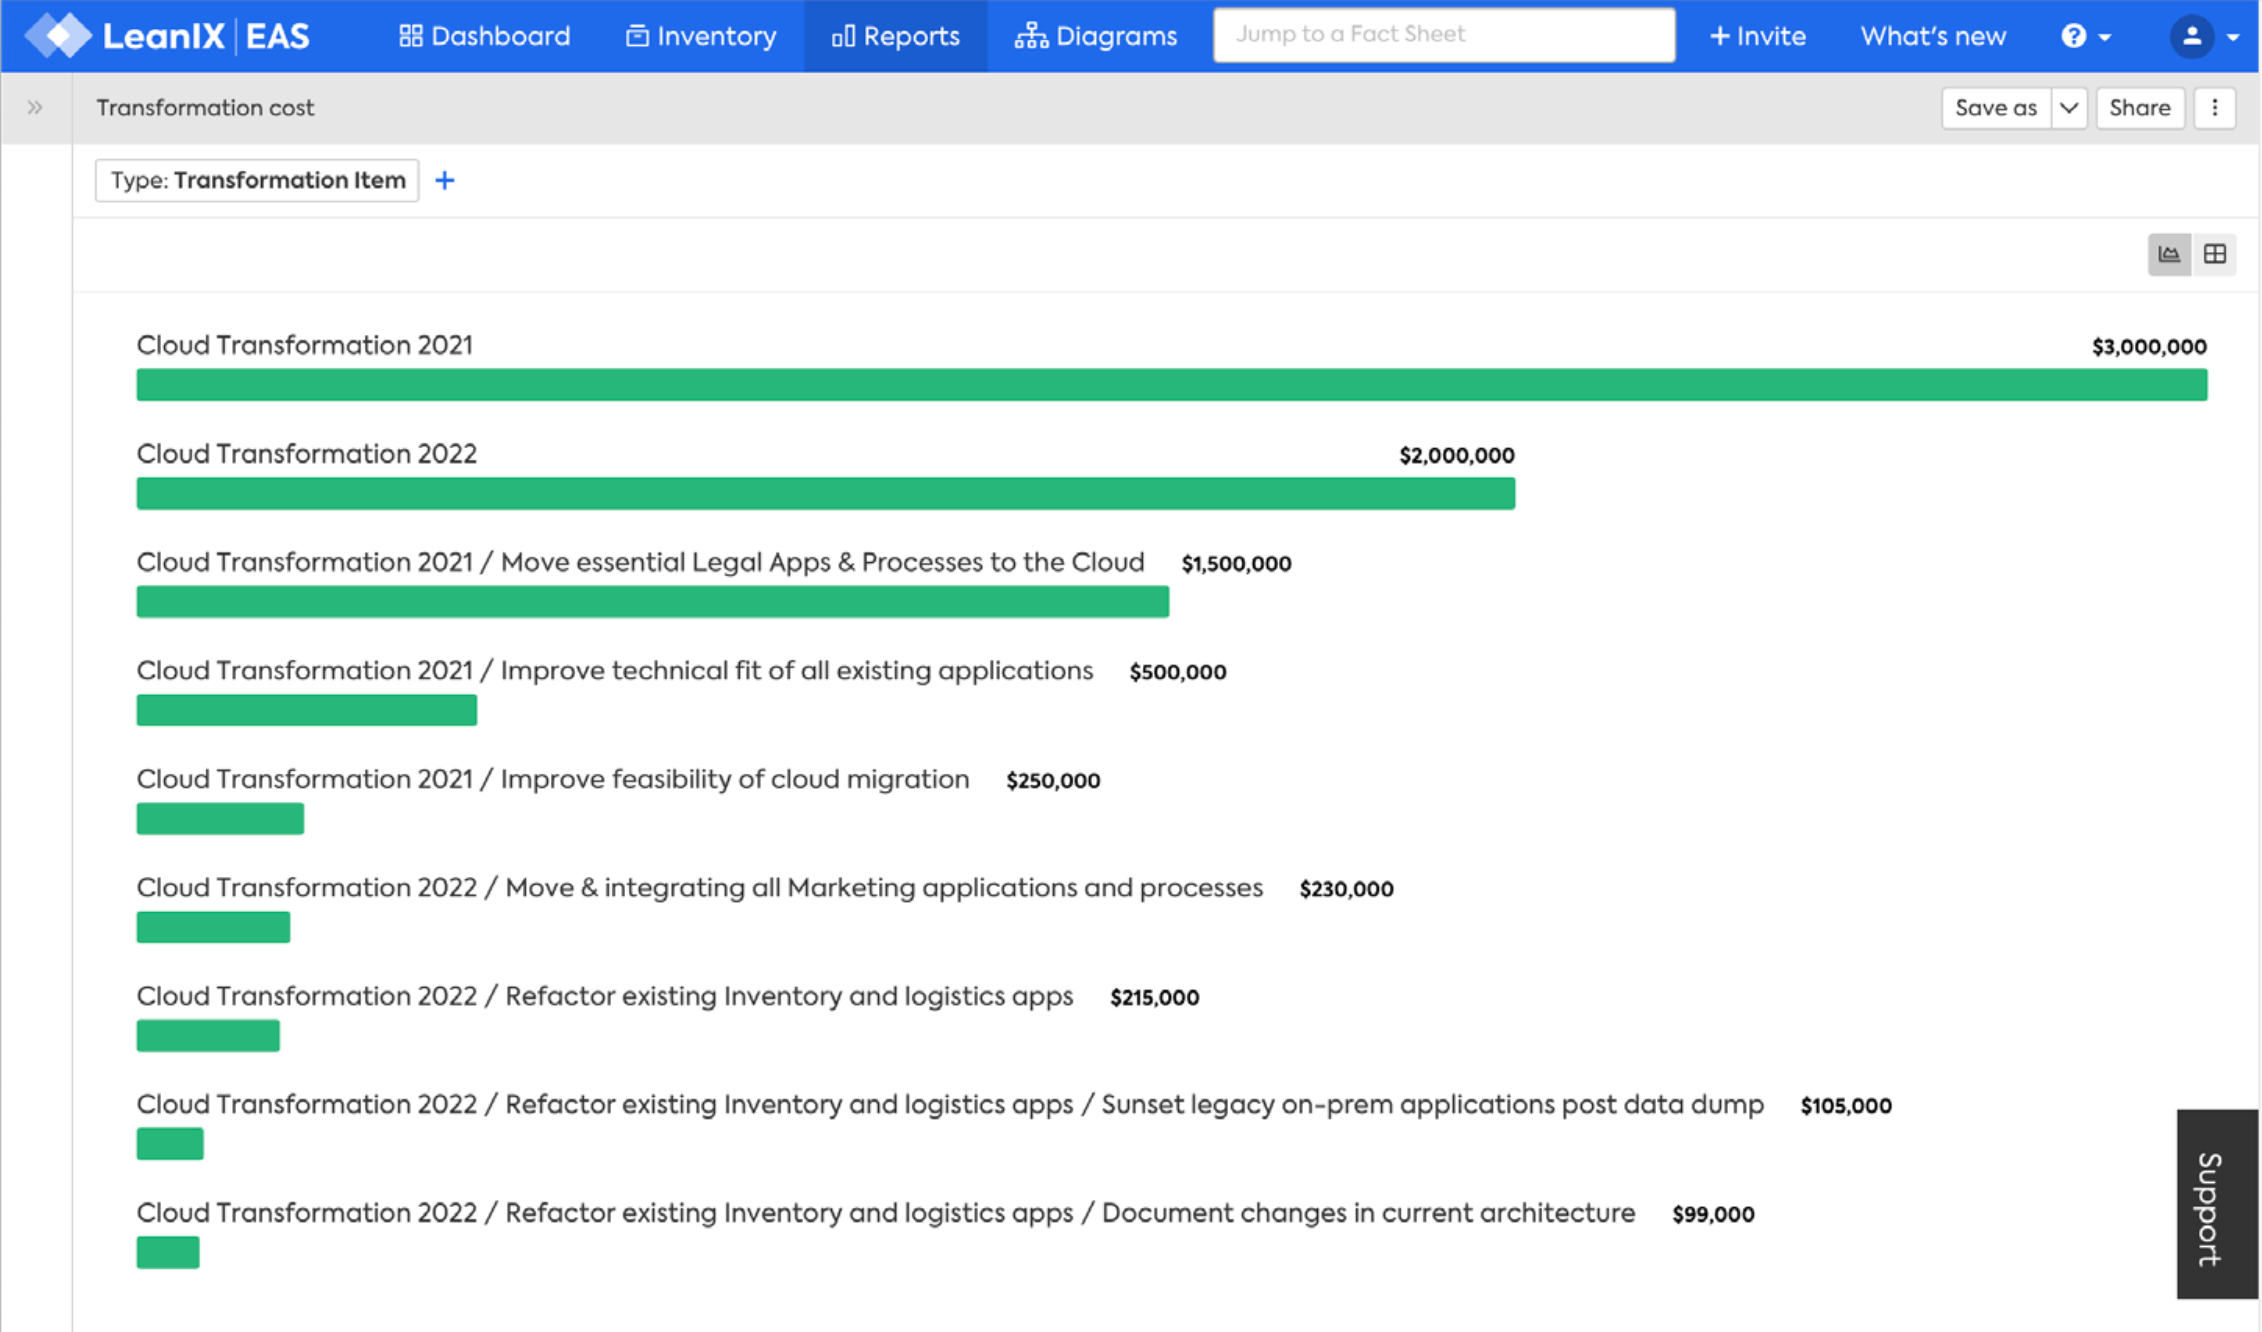 LeanIX EAS Dashboard Inventory Reports Diagrams Jump to a Fact Sheet + Invite What's new ?
Transformation cost Save as Share
Type: Transformation Item +
Cloud Transformation 2021 $3,000,000
Cloud Transformation 2022 $2,000,000
Cloud Transformation 2021 / Move essential Legal Apps & Processes to the Cloud $1,500,000
Cloud Transformation 2021 / Improve technical fit of all existing applications $500,000
Cloud Transformation 2021 / Improve feasibility of cloud migration $250,000
Cloud Transformation 2022 / Move & integrating all Marketing applications and processes $230,000
Cloud Transformation 2022 / Refactor existing Inventory and logistics apps $215,000
Cloud Transformation 2022 / Refactor existing Inventory and logistics apps / Sunset legacy on-prem applications post data dump $105,000
Cloud Transformation 2022 / Refactor existing Inventory and logistics apps / Document changes in current architecture $99,000
Support